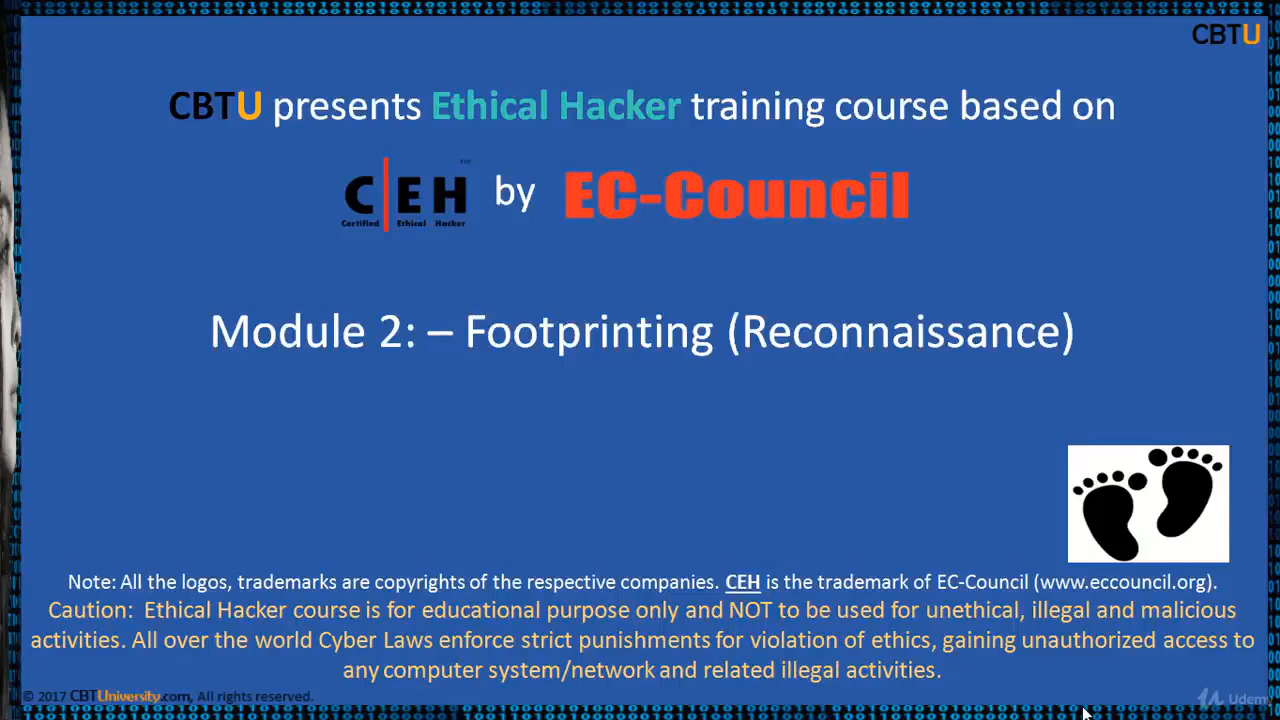 CBTU
CBTU presents Ethical Hacker training course based on
C|EH™ by EC-Council
Certified Ethical Hacker
Module 2: – Footprinting (Reconnaissance)
Note: All the logos, trademarks are copyrights of the respective companies. CEH is the trademark of EC-Council (www.eccouncil.org).
Caution: Ethical Hacker course is for educational purpose only and NOT to be used for unethical, illegal and malicious
activities. All over the world Cyber Laws enforce strict punishments for violation of ethics, gaining unauthorized access to
any computer system/network and related illegal activities.
© 2017 CBTUniversity.com, All rights reserved.
Udemy